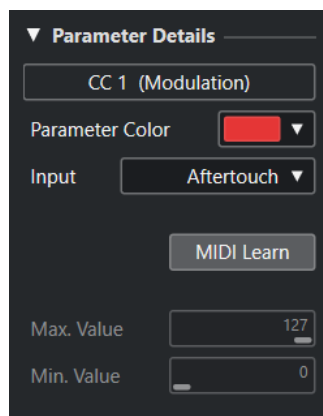 Parameter Details
CC 1 (Modulation)
Parameter Color
Input Aftertouch
MIDI Learn
Max. Value 127
Min. Value 0